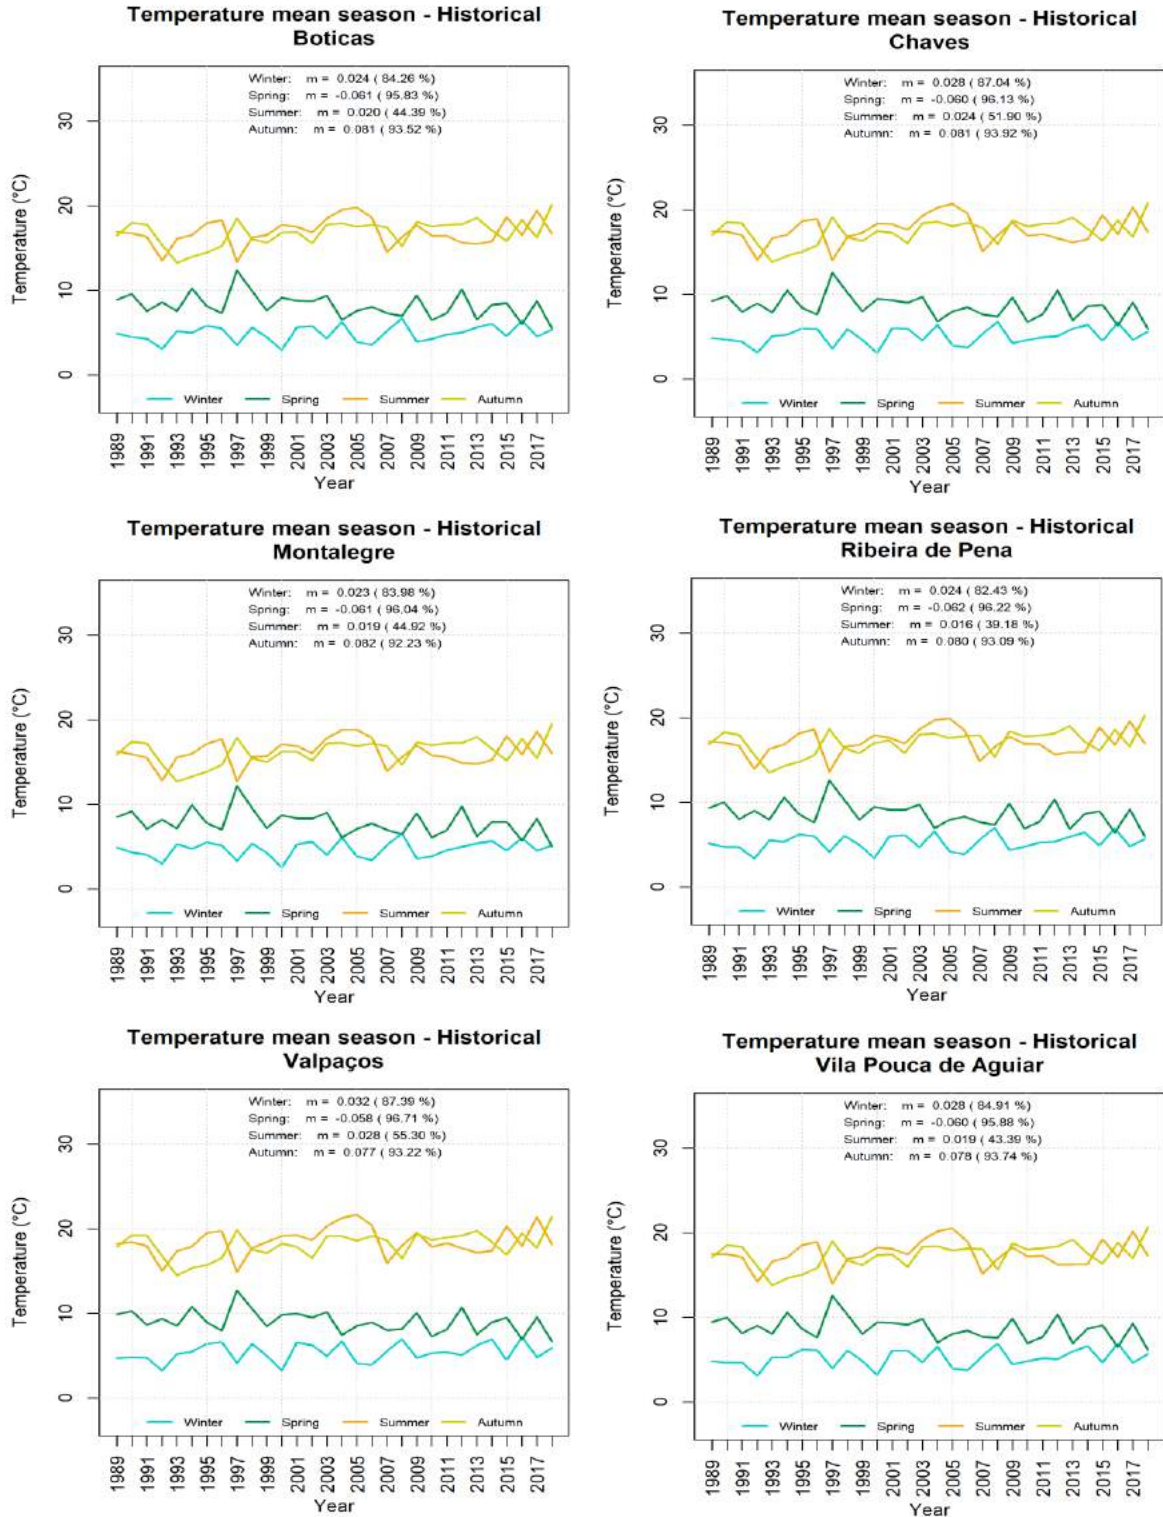 Temperature mean season - Historical
Boticas
Winter: m = 0.024 ( 84.26 %)
Spring: m = -0.061 ( 95.83 %)
Summer: m = 0.020 ( 44.39 %)
Autumn: m = 0.081 ( 93.52 %)
Temperature (°C)
30
20
10
0
Winter Spring Summer Autumn
1989 1991 1993 1995 1997 1999 2001 2003 2005 2007 2009 2011 2013 2015 2017
Year
Temperature mean season - Historical
Chaves
Winter: m = 0.028 ( 87.04 %)
Spring: m = -0.060 ( 96.13 %)
Summer: m = 0.024 ( 51.90 %)
Autumn: m = 0.081 ( 93.92 %)
Temperature (°C)
30
20
10
0
Winter Spring Summer Autumn
1989 1991 1993 1995 1997 1999 2001 2003 2005 2007 2009 2011 2013 2015 2017
Year
Temperature mean season - Historical
Montalegre
Winter: m = 0.023 ( 83.98 %)
Spring: m = -0.061 ( 96.04 %)
Summer: m = 0.019 ( 44.92 %)
Autumn: m = 0.082 ( 92.23 %)
Temperature (°C)
30
20
10
0
Winter Spring Summer Autumn
1989 1991 1993 1995 1997 1999 2001 2003 2005 2007 2009 2011 2013 2015 2017
Year
Temperature mean season - Historical
Ribeira de Pena
Winter: m = 0.024 ( 82.43 %)
Spring: m = -0.062 ( 96.22 %)
Summer: m = 0.016 ( 39.18 %)
Autumn: m = 0.080 ( 93.09 %)
Temperature (°C)
30
20
10
0
Winter Spring Summer Autumn
1989 1991 1993 1995 1997 1999 2001 2003 2005 2007 2009 2011 2013 2015 2017
Year
Temperature mean season - Historical
Valpaços
Winter: m = 0.032 ( 87.39 %)
Spring: m = -0.058 ( 96.71 %)
Summer: m = 0.028 ( 55.30 %)
Autumn: m = 0.077 ( 93.22 %)
Temperature (°C)
30
20
10
0
Winter Spring Summer Autumn
1989 1991 1993 1995 1997 1999 2001 2003 2005 2007 2009 2011 2013 2015 2017
Year
Temperature mean season - Historical
Vila Pouca de Aguiar
Winter: m = 0.028 ( 84.91 %)
Spring: m = -0.060 ( 95.88 %)
Summer: m = 0.019 ( 43.39 %)
Autumn: m = 0.078 ( 93.74 %)
Temperature (°C)
30
20
10
0
Winter Spring Summer Autumn
1989 1991 1993 1995 1997 1999 2001 2003 2005 2007 2009 2011 2013 2015 2017
Year